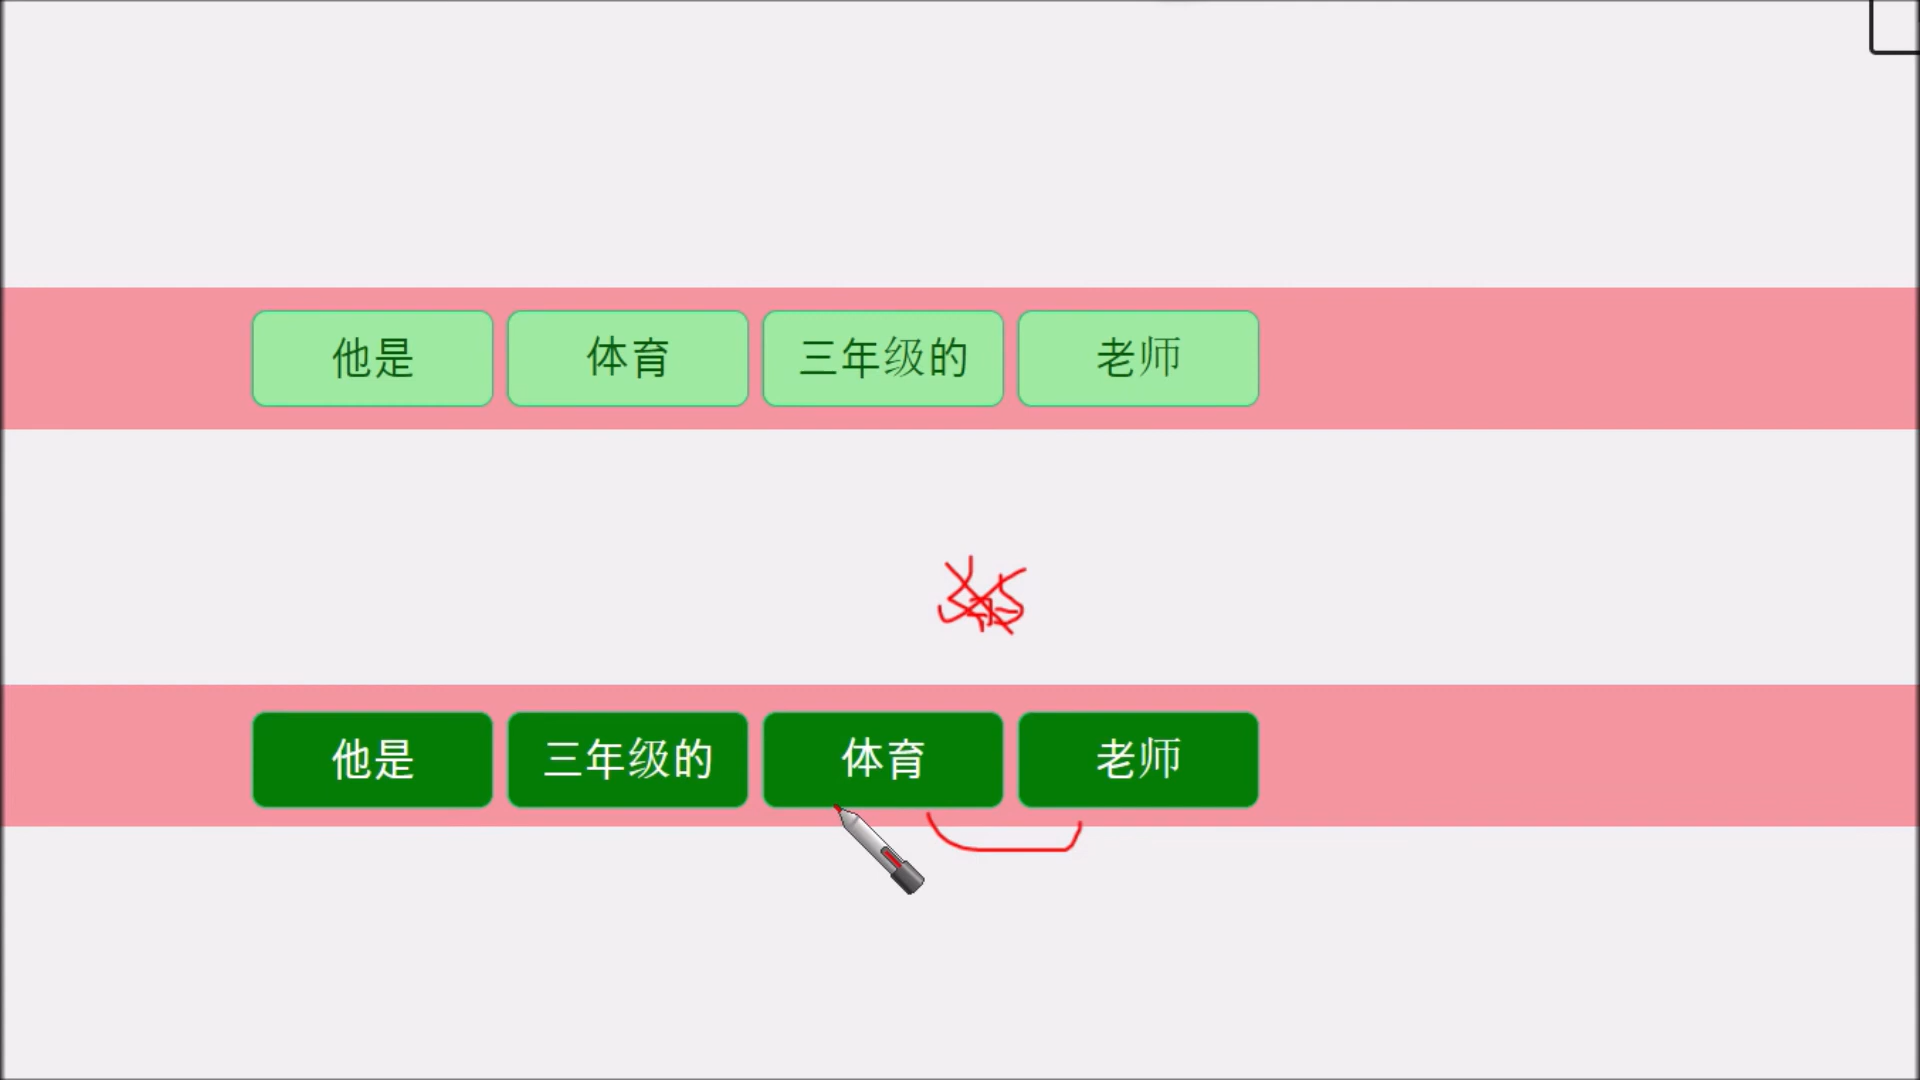 他是 体育 三年级的 老师
他是 三年级的 体育 老师